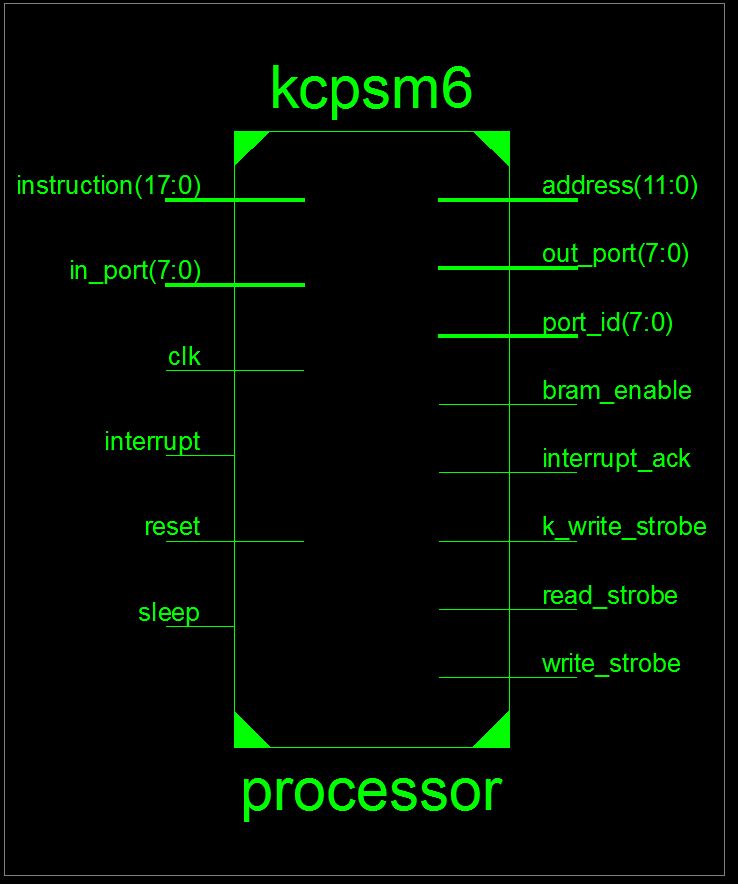 kcpsm6
instruction(17:0)
address(11:0)
out_port(7:0)
in_port(7:0)
port_id(7:0)
clk
bram_enable
interrupt
interrupt_ack
reset
k_write_strobe
read_strobe
sleep
write_strobe
processor